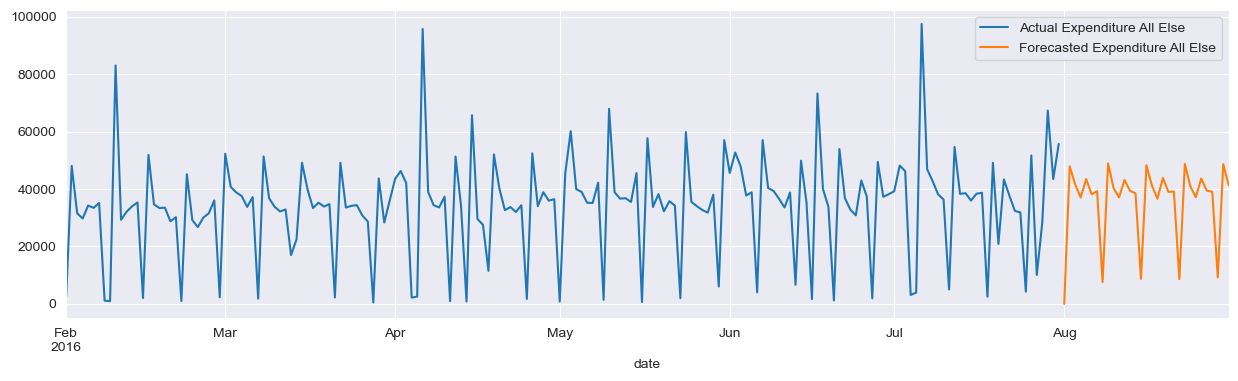 100000
80000
60000
40000
20000
0
Actual Expenditure All Else
Forecasted Expenditure All Else
Feb Mar Apr May Jun Jul Aug
2016
date